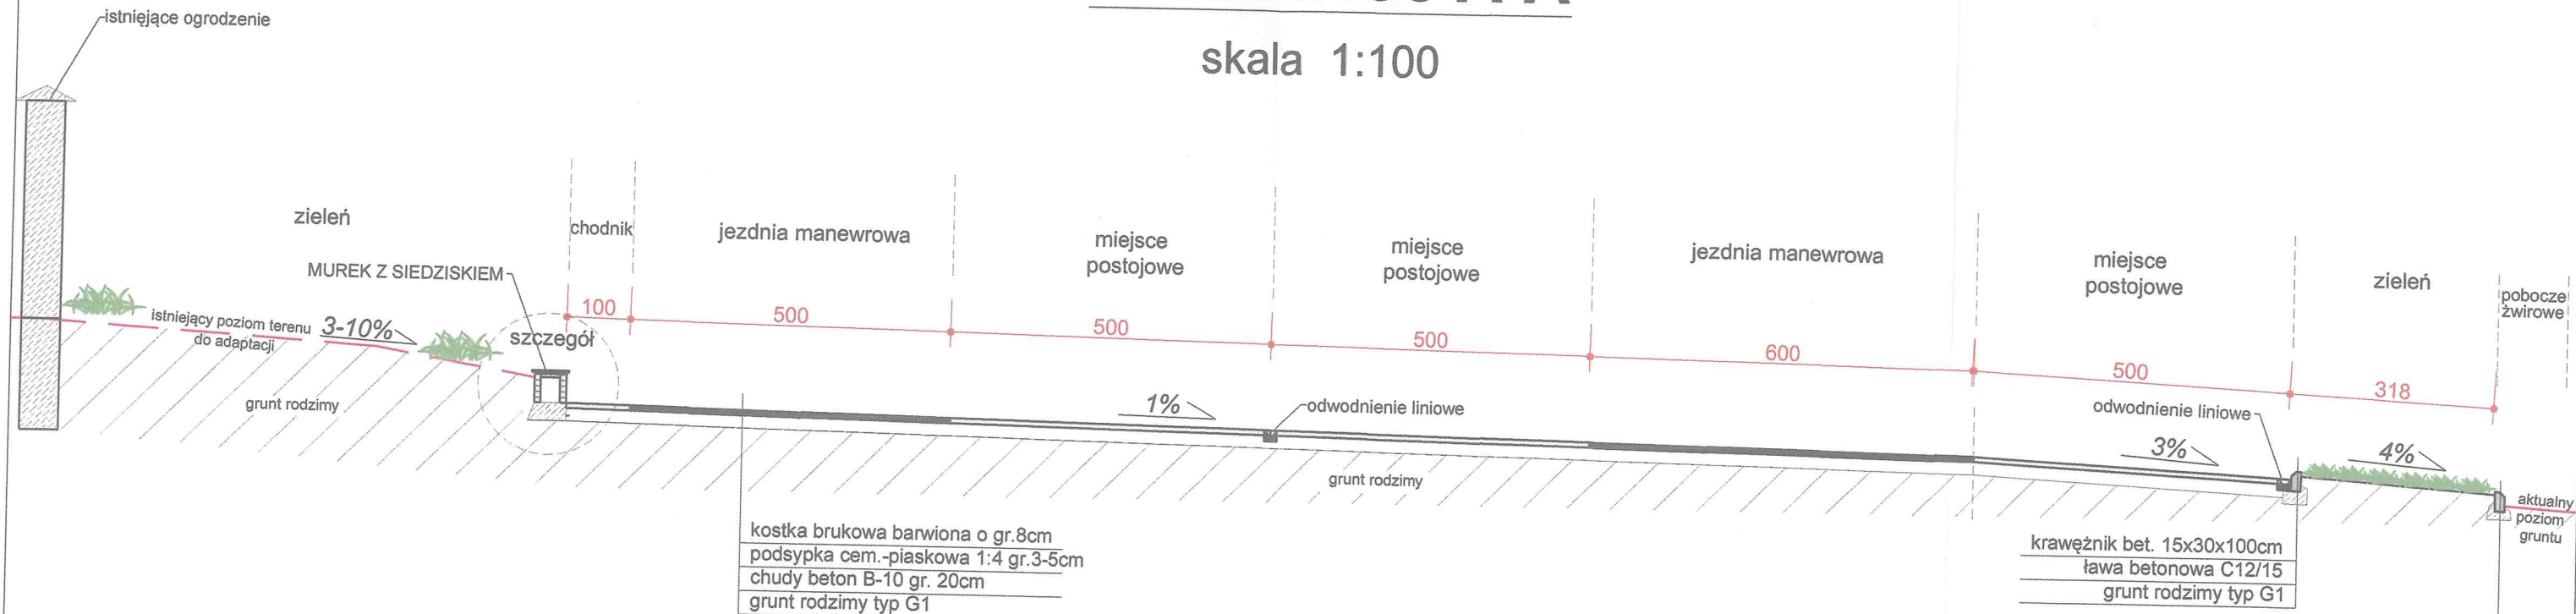 istnięjące ogrodzenie
skala 1:100
zieleń
chodnik
jezdnia manewrowa
miejsce
postojowe
miejsce
postojowe
jezdnia manewrowa
miejsce
postojowe
zieleń
pobocze
żwirowe
MUREK Z SIEDZISKIEM
100
500
500
500
600
500
318
istniejący poziom terenu
do adaptacji
3-10%
szczegół
grunt rodzimy
1%
odwodnienie liniowe
odwodnienie liniowe
3%
4%
grunt rodzimy
aktualny
poziom
gruntu
kostka brukowa barwiona o gr.8cm
podsypka cem.-piaskowa 1:4 gr.3-5cm
chudy beton B-10 gr. 20cm
grunt rodzimy typ G1
krawężnik bet. 15x30x100cm
ława betonowa C12/15
grunt rodzimy typ G1